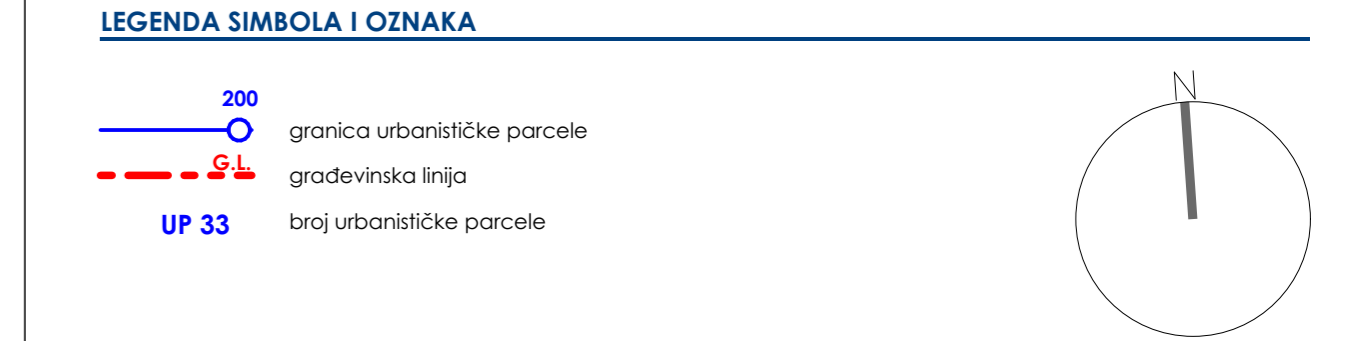 LEGENDA SIMBOLA I OZNAKA
N
200
granica urbanističke parcele
G.L.
građevinska linija
UP 33
broj urbanističke parcele